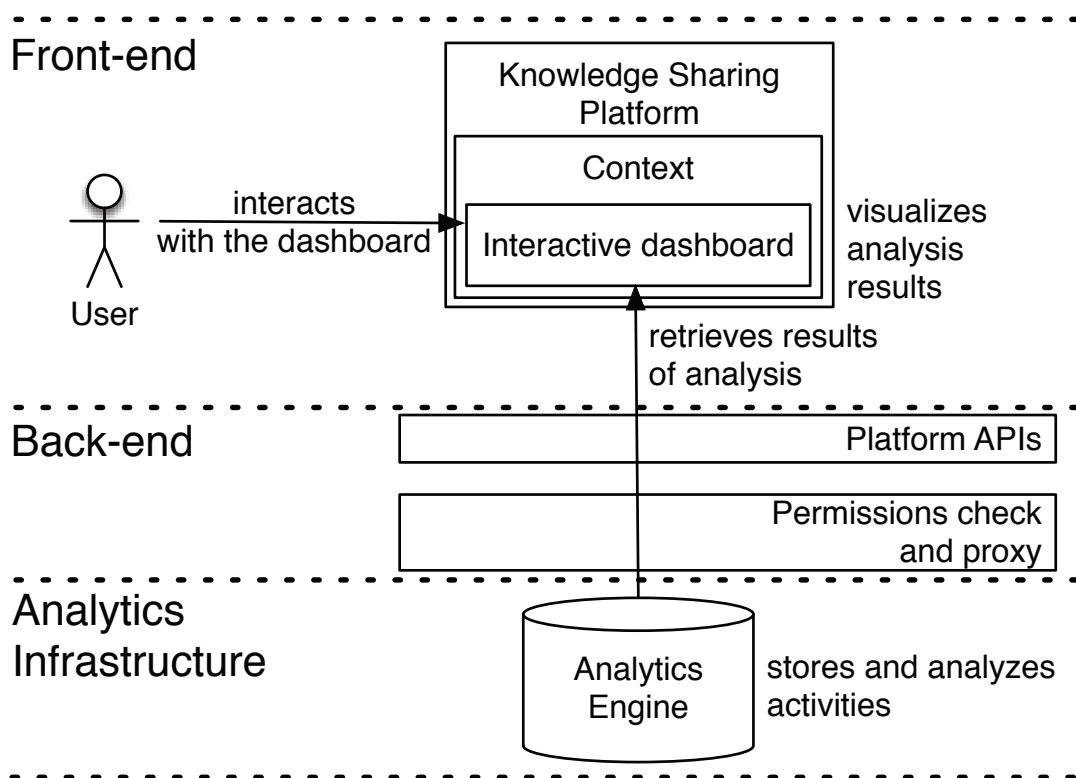 Front-end
Knowledge Sharing
Platform
Context
Interactive dashboard
interacts
with the dashboard
User
visualizes
analysis
results
retrieves results
of analysis
Back-end
Platform APIs
Permissions check
and proxy
Analytics
Infrastructure
Analytics
Engine
stores and analyzes
activities